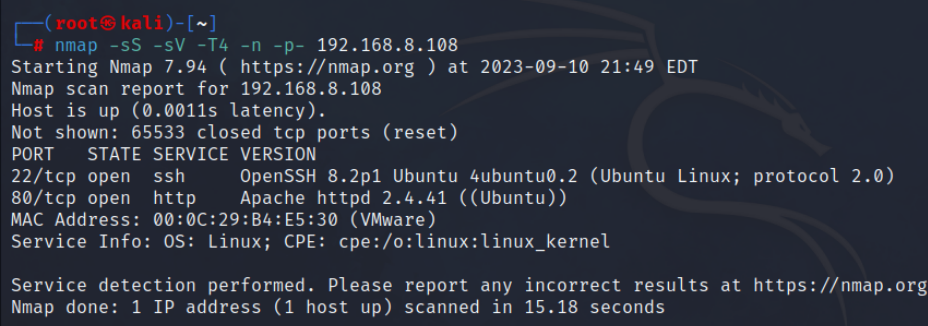 ┌──(root㉿kali)-[~]
└─# nmap -sS -sV -T4 -n -p- 192.168.8.108
Starting Nmap 7.94 ( https://nmap.org ) at 2023-09-10 21:49 EDT
Nmap scan report for 192.168.8.108
Host is up (0.0011s latency).
Not shown: 65533 closed tcp ports (reset)
PORT   STATE SERVICE VERSION
22/tcp open  ssh     OpenSSH 8.2p1 Ubuntu 4ubuntu0.2 (Ubuntu Linux; protocol 2.0)
80/tcp open  http    Apache httpd 2.4.41 ((Ubuntu))
MAC Address: 00:0C:29:B4:E5:30 (VMware)
Service Info: OS: Linux; CPE: cpe:/o:linux:linux_kernel

Service detection performed. Please report any incorrect results at https://nmap.org
Nmap done: 1 IP address (1 host up) scanned in 15.18 seconds